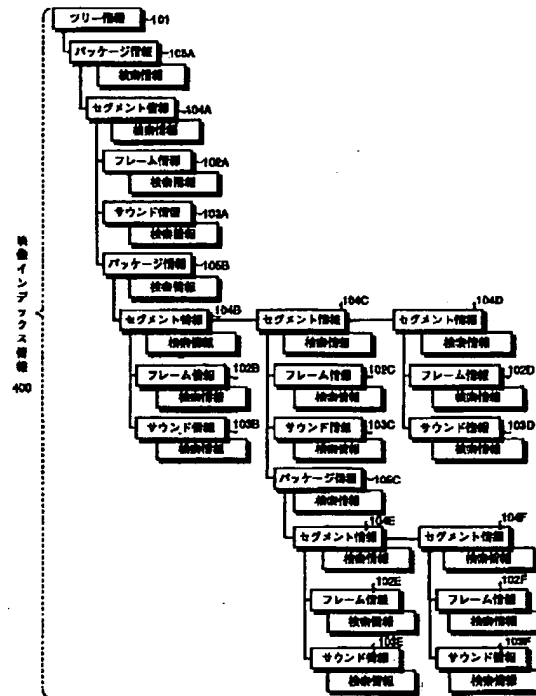 ツリー情報 101
パッケージ情報 105A
検索情報
セグメント情報 104A
検索情報
フレーム情報 102A
検索情報
サウンド情報 103A
検索情報
パッケージ情報 105B
検索情報
セグメント情報 104B
検索情報
フレーム情報 102B
検索情報
サウンド情報 103B
検索情報
セグメント情報 104C
検索情報
フレーム情報 102C
検索情報
サウンド情報 103C
検索情報
パッケージ情報 105C
検索情報
セグメント情報 104D
検索情報
フレーム情報 102D
検索情報
サウンド情報 103D
検索情報
セグメント情報 104E
検索情報
フレーム情報 102E
検索情報
サウンド情報 103E
検索情報
セグメント情報 104F
検索情報
フレーム情報 102F
検索情報
サウンド情報 103F
検索情報
映像インデックス情報
400